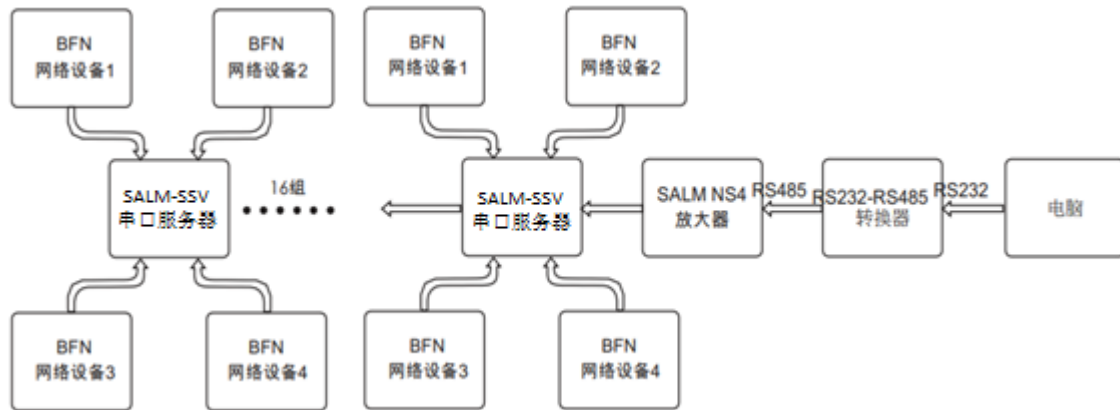 BFN
网络设备1
BFN
网络设备2
BFN
网络设备1
BFN
网络设备2
SALM-SSV
串口服务器
16组
SALM-SSV
串口服务器
SALM NS4
放大器
RS485
RS232-RS485
转换器
RS232
电脑
BFN
网络设备3
BFN
网络设备4
BFN
网络设备3
BFN
网络设备4